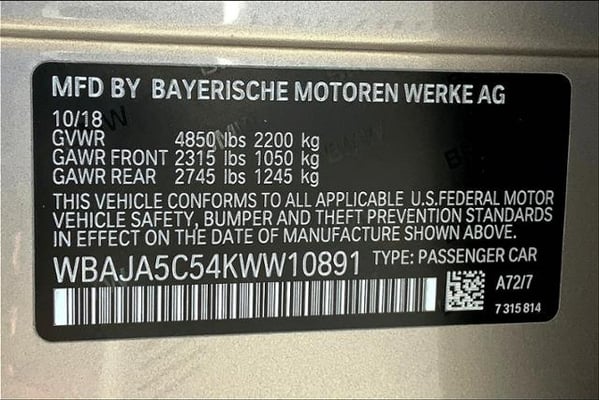 MFD BY BAYERISCHE MOTOREN WERKE AG
10/18
GVWR 4850 lbs 2200 kg
GAWR FRONT 2315 lbs 1050 kg
GAWR REAR 2745 lbs 1245 kg
THIS VEHICLE CONFORMS TO ALL APPLICABLE U.S.FEDERAL MOTOR
VEHICLE SAFETY, BUMPER AND THEFT PREVENTION STANDARDS
IN EFFECT ON THE DATE OF MANUFACTURE SHOWN ABOVE.
WBAJA5C54KWW10891 TYPE: PASSENGER CAR
A72/7
7 315 814